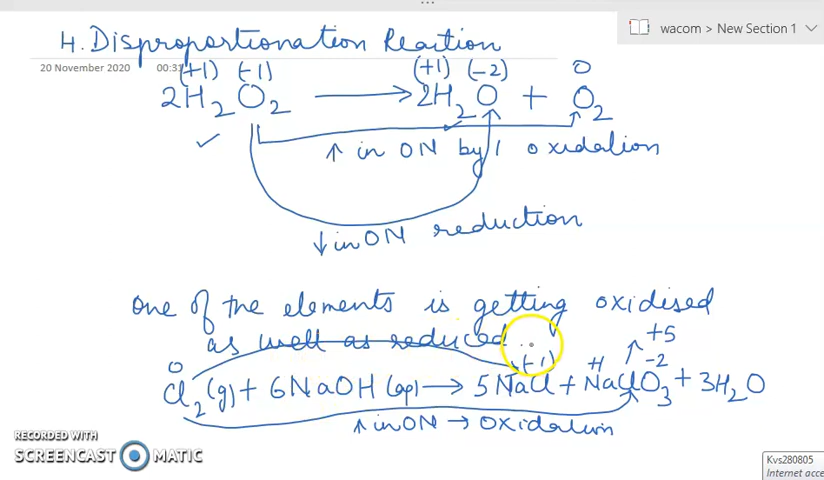 wacom > New Section 1
4. Disproportionation Reaction
20 November 2020 00:31
(+1) (-1) (+1) (-2) 0
2H₂O₂ ⟶ 2H₂O + O₂
↑ in ON by 1 oxidation
↓ in ON reduction
One of the elements is getting oxidised
as well as reduced
+5
0 (-1) +1 -2
Cl₂(g) + 6NaOH (aq) ⟶ 5NaCl + NaClO₃ + 3H₂O
↑ in ON → Oxidation
RECORDED WITH
SCREENCAST MATIC
Kvs280805
Internet acce